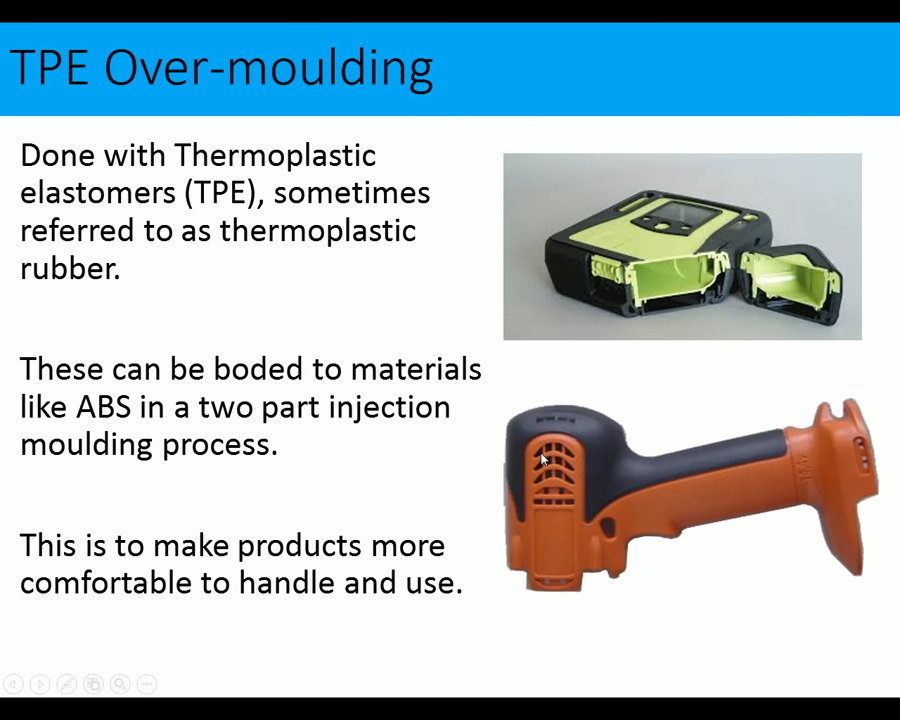 TPE Over-moulding
Done with Thermoplastic
elastomers (TPE), sometimes
referred to as thermoplastic
rubber.
These can be boded to materials
like ABS in a two part injection
moulding process.
This is to make products more
comfortable to handle and use.